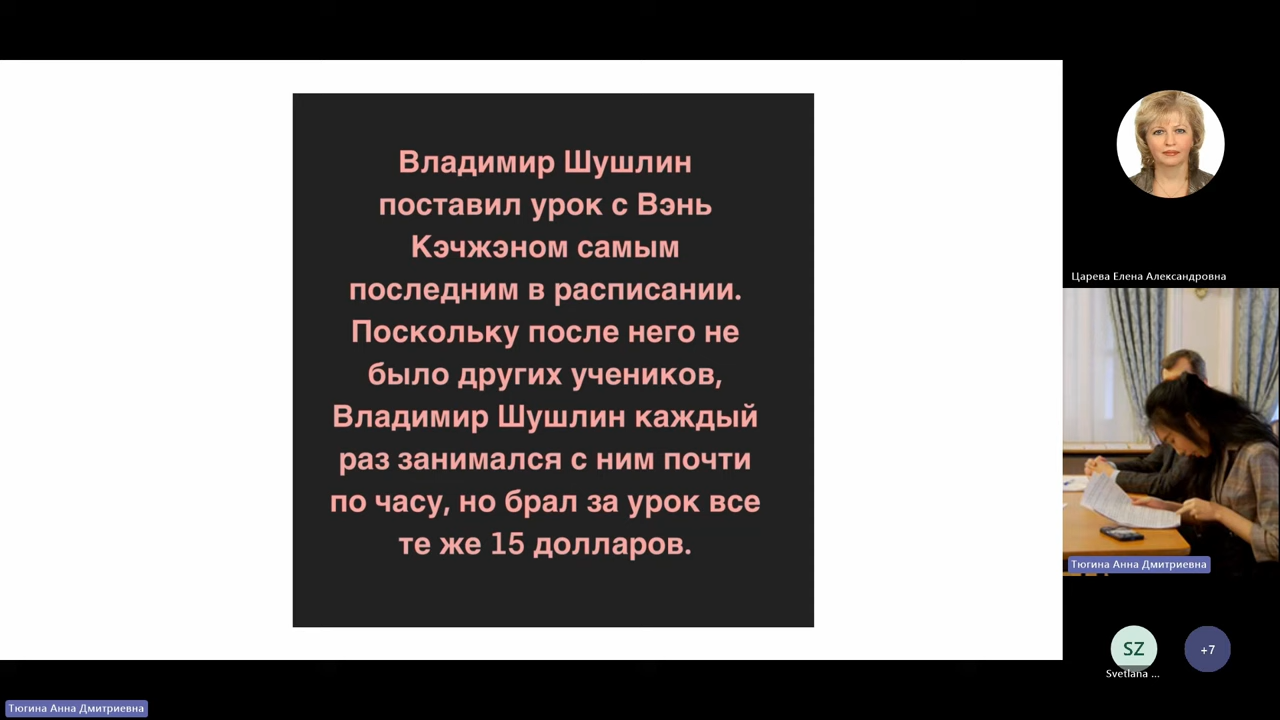 Владимир Шушлин
поставил урок с Вэнь
Кэчжэном самым
последним в расписании.
Поскольку после него не
было других учеников,
Владимир Шушлин каждый
раз занимался с ним почти
по часу, но брал за урок все
те же 15 долларов.
Царева Елена Александровна
Тюгина Анна Дмитриевна
SZ
+7
Svetlana ...
Тюгина Анна Дмитриевна